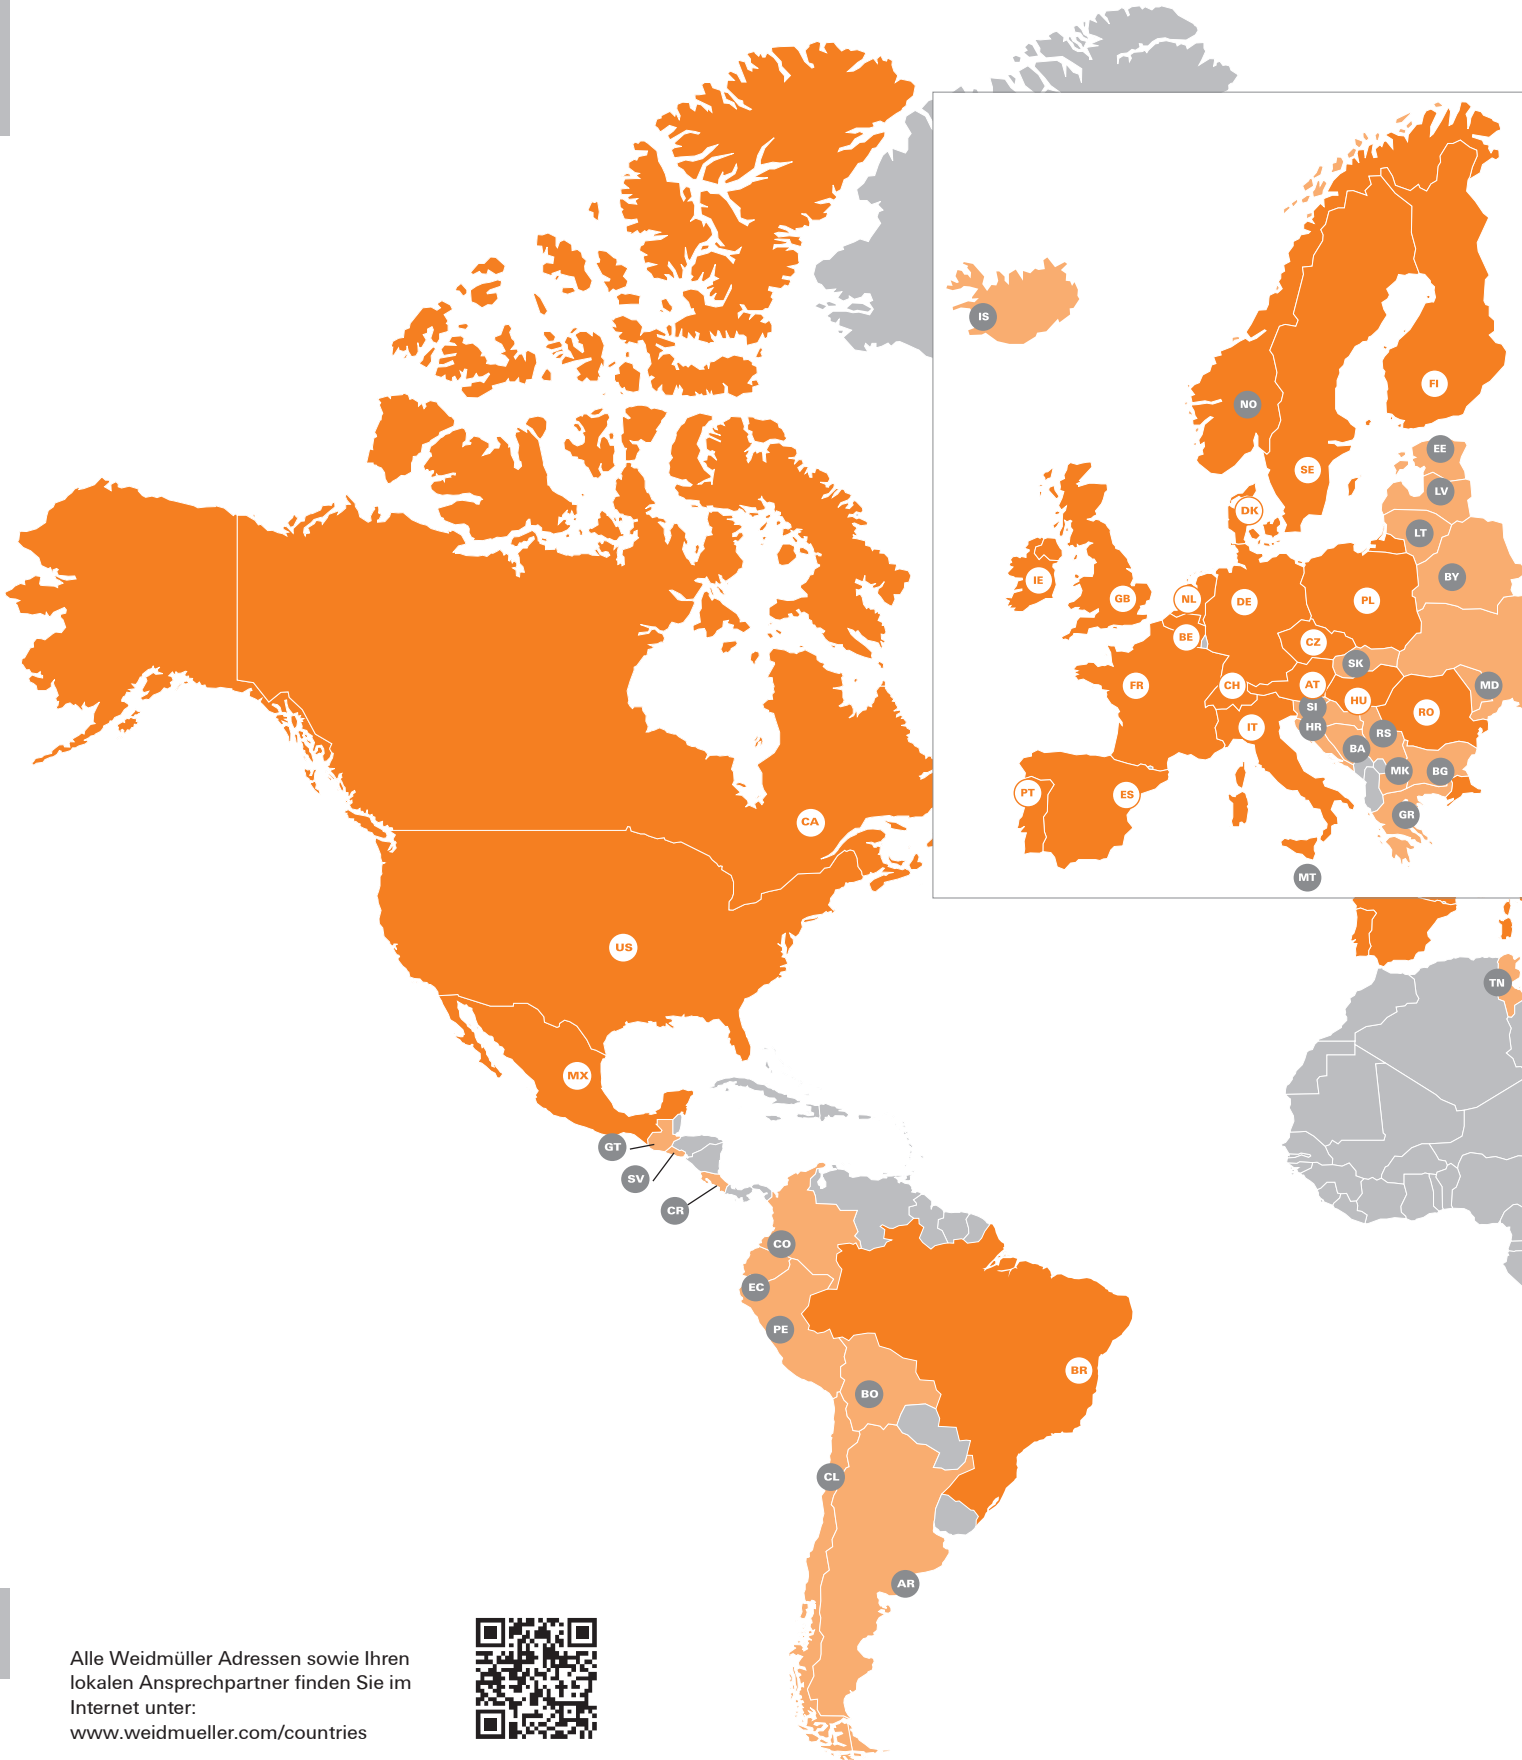 IS
NO
FI
SE
EE
LV
LT
BY
DK
IE
GB
NL
BE
DE
PL
CZ
SK
FR
CH
AT
HU
MD
RO
SI
HR
IT
RS
BA
MK
BG
PT
ES
GR
MT
CA
US
MX
TN
GT
SV
CR
CO
EC
PE
BR
BO
CL
AR
Alle Weidmüller Adressen sowie Ihren
lokalen Ansprechpartner finden Sie im
Internet unter:
www.weidmueller.com/countries